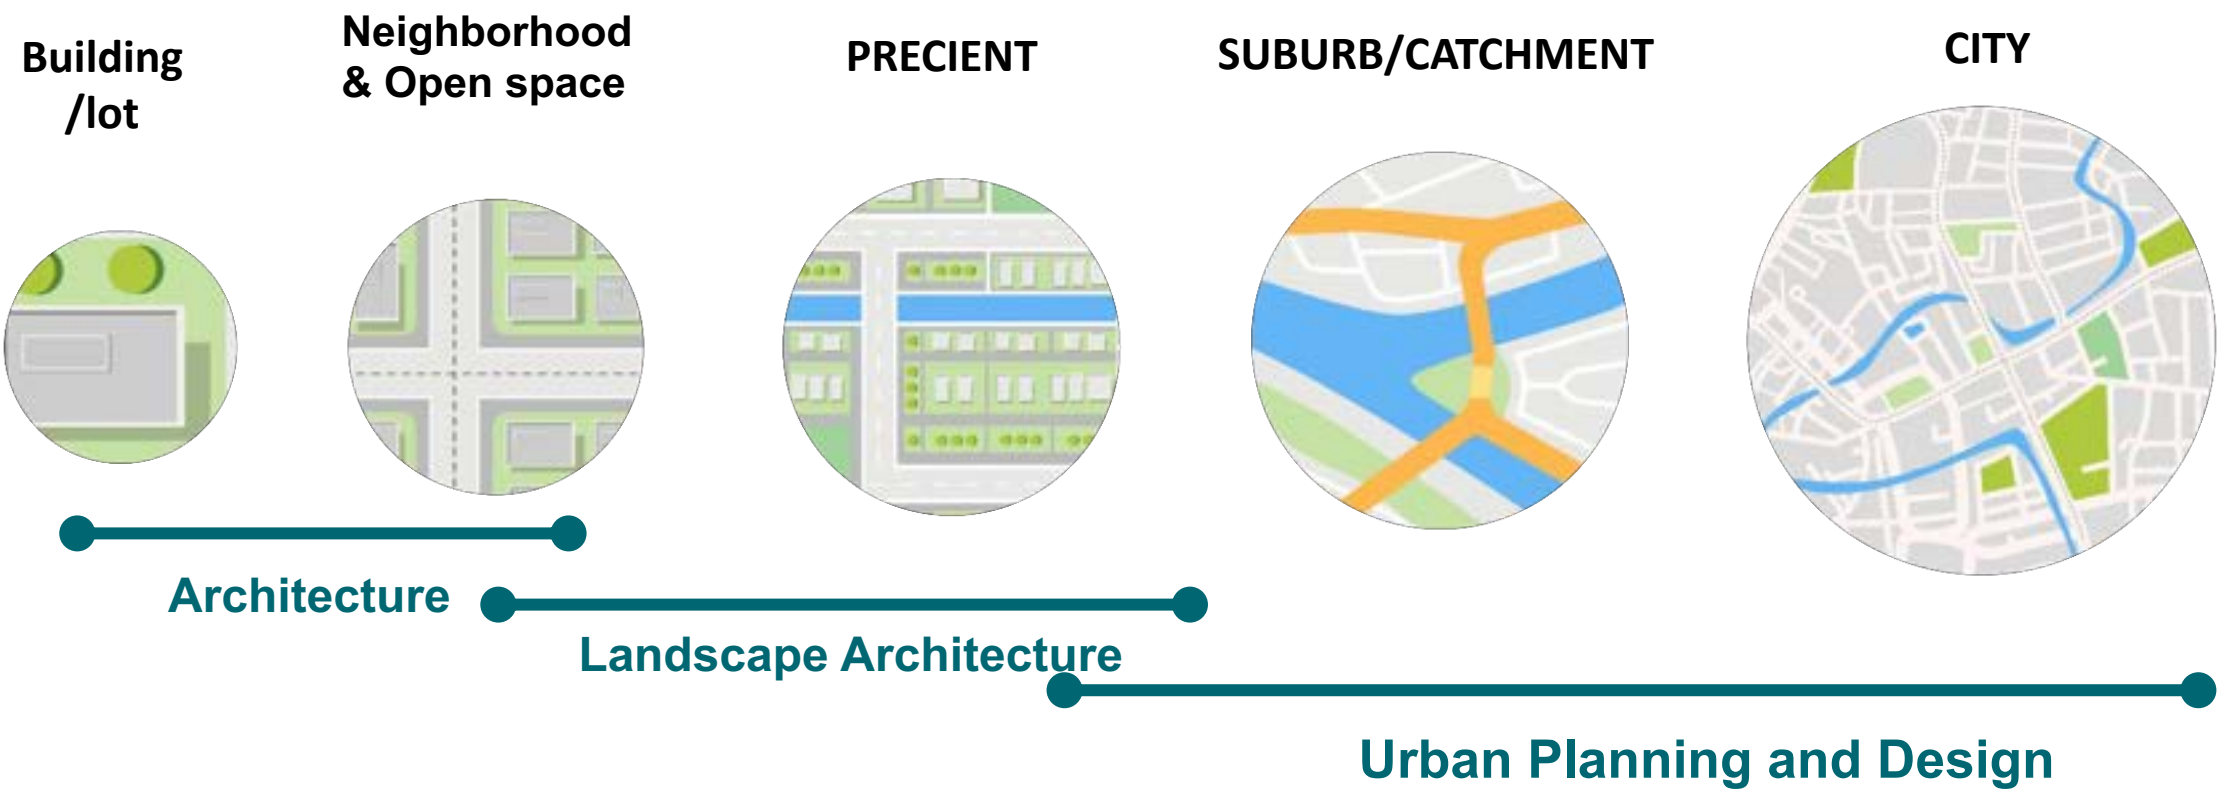 Building
/lot
Neighborhood
& Open space
PRECIENT
SUBURB/CATCHMENT
CITY
Architecture
Landscape Architecture
Urban Planning and Design